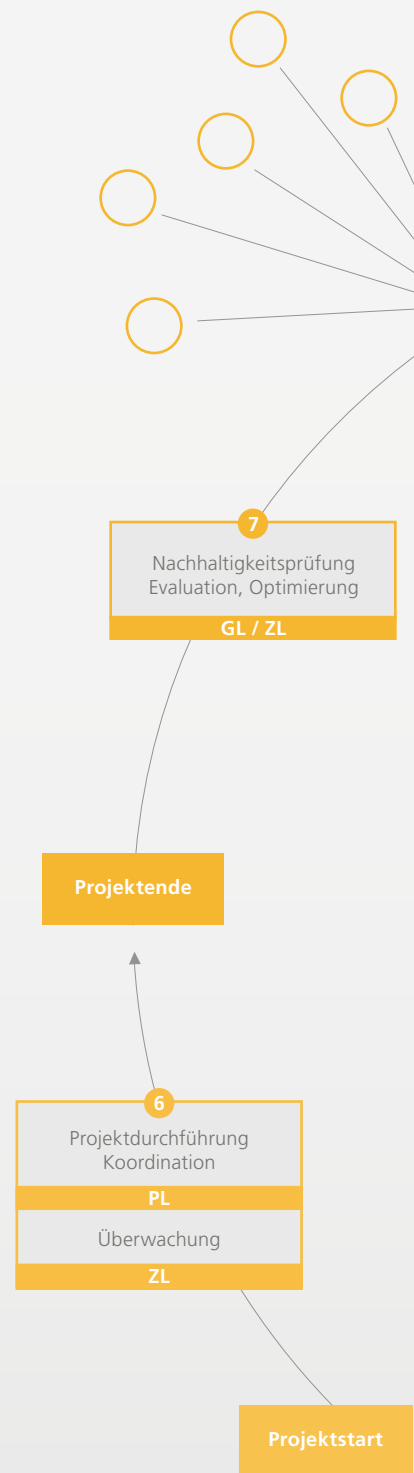 7
Nachhaltigkeitsprüfung
Evaluation, Optimierung
GL / ZL
Projektende
6
Projektdurchführung
Koordination
PL
Überwachung
ZL
Projektstart